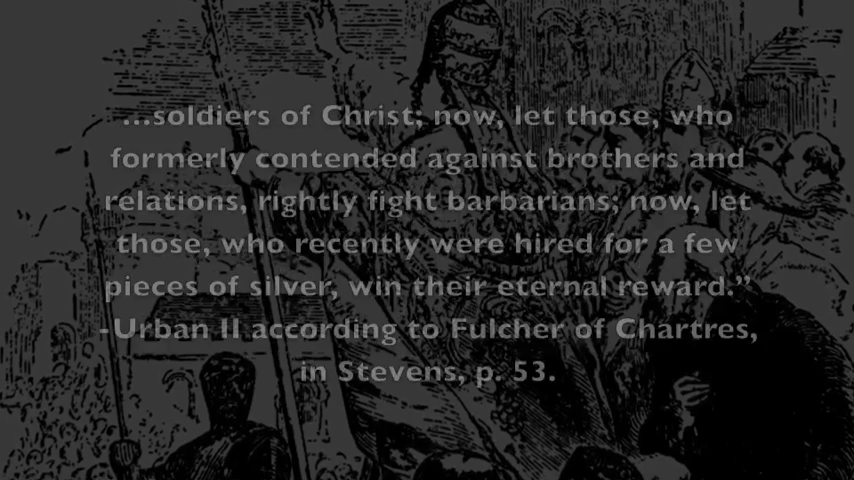 ...soldiers of Christ; now, let those, who
formerly contended against brothers and
relations, rightly fight barbarians; now, let
those, who recently were hired for a few
pieces of silver, win their eternal reward.”
-Urban II according to Fulcher of Chartres,
in Stevens, p. 53.